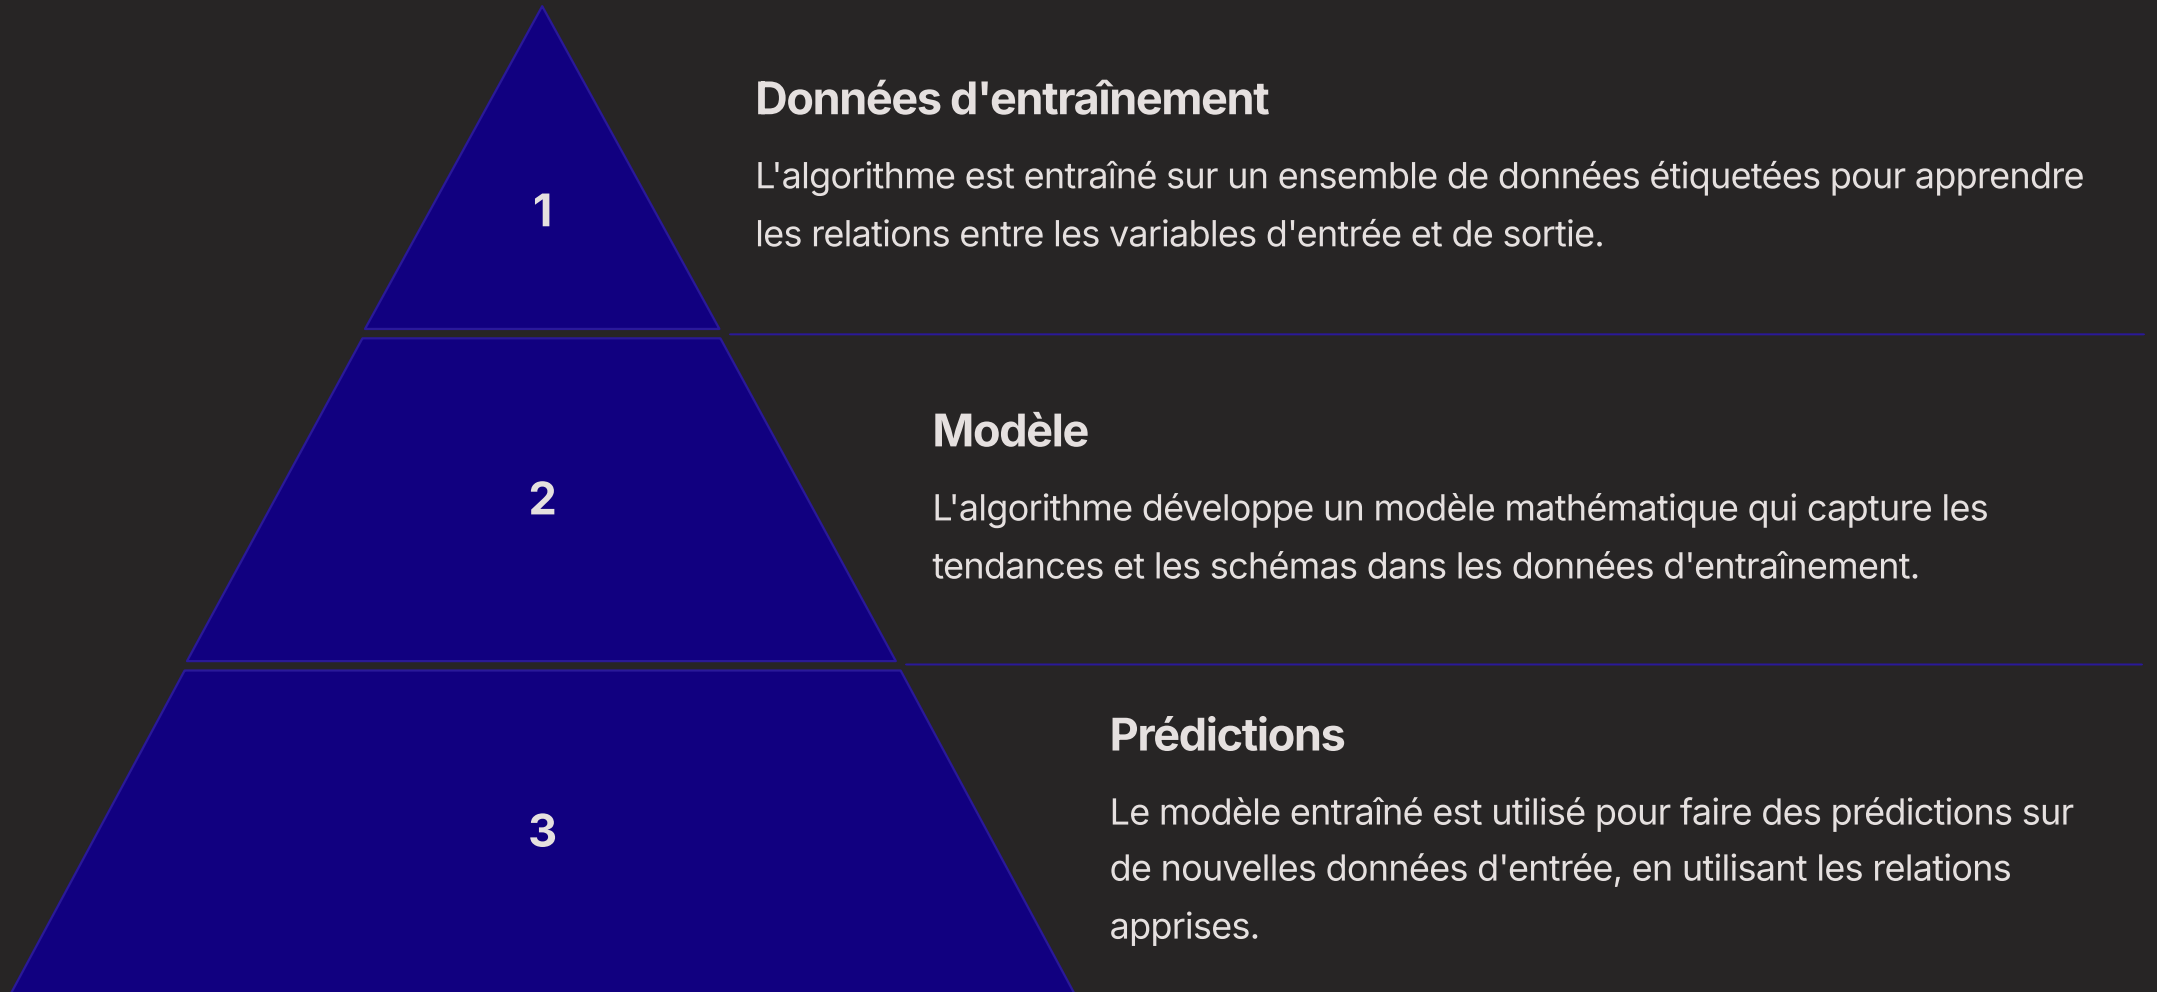 1
Données d'entraînement
L'algorithme est entraîné sur un ensemble de données étiquetées pour apprendre
les relations entre les variables d'entrée et de sortie.
2
Modèle
L'algorithme développe un modèle mathématique qui capture les
tendances et les schémas dans les données d'entraînement.
3
Prédictions
Le modèle entraîné est utilisé pour faire des prédictions sur
de nouvelles données d'entrée, en utilisant les relations
apprises.